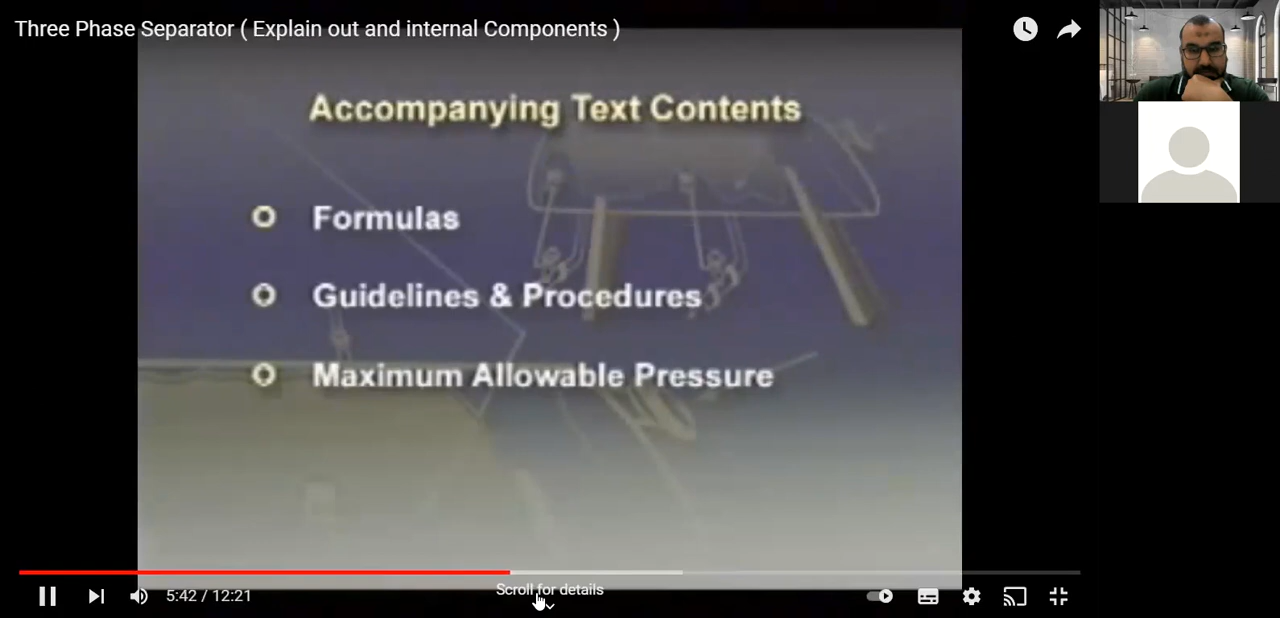 Three Phase Separator ( Explain out and internal Components )
Accompanying Text Contents
Formulas
Guidelines & Procedures
Maximum Allowable Pressure
5:42 / 12:21
Scroll for details